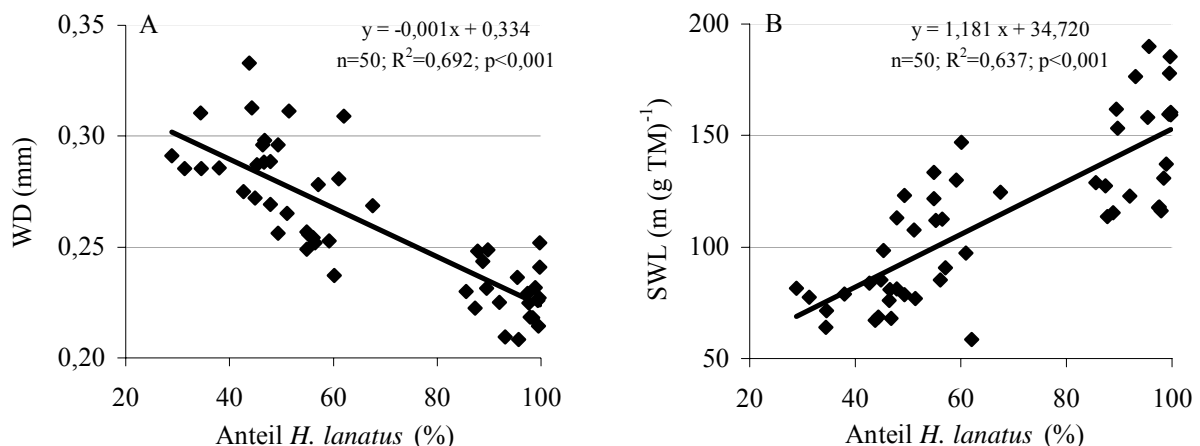 A
y = -0,001x + 0,334
n=50; R²=0,692; p<0,001
0,35
0,30
0,25
0,20
WD (mm)
20 40 60 80 100
Anteil H. lanatus (%)
B
y = 1,181 x + 34,720
n=50; R²=0,637; p<0,001
200
150
100
50
SWL (m (g TM)⁻¹
20 40 60 80 100
Anteil H. lanatus (%)